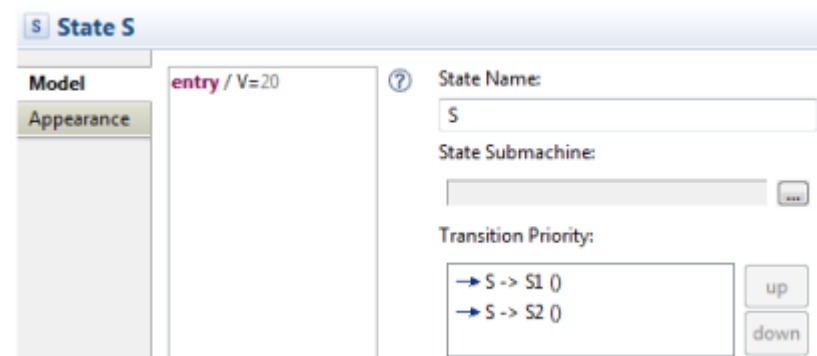 S State S
Model
Appearance
entry / V=20
?
State Name:
S
State Submachine:
...
Transition Priority:
S -> S1 ()
S -> S2 ()
up
down